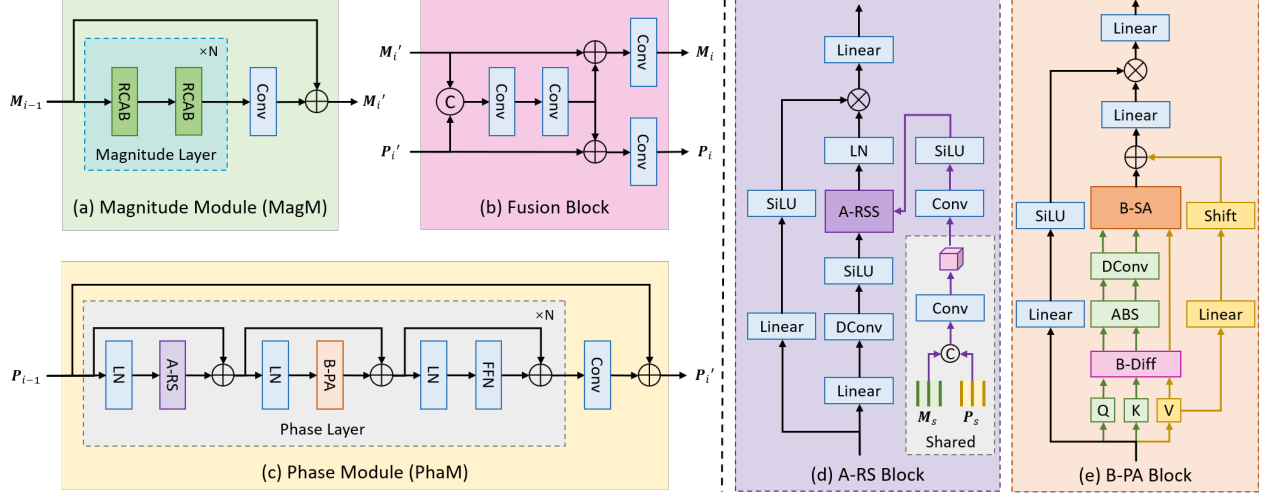 ×N
M_{i−1}
RCAB
RCAB
Conv
M_i′
Magnitude Layer
(a) Magnitude Module (MagM)
M_i′
C
Conv
Conv
Conv
M_i
P_i′
Conv
P_i
(b) Fusion Block
×N
P_{i−1}
LN
A-RS
LN
B-PA
LN
FFN
Conv
P_i′
Phase Layer
(c) Phase Module (PhaM)
Linear
LN
SiLU
SiLU
A-RSS
Conv
SiLU
Linear
DConv
Conv
Linear
C
M_s
P_s
Shared
(d) A-RS Block
Linear
Linear
SiLU
B-SA
Shift
DConv
Linear
ABS
Linear
B-Diff
Q
K
V
(e) B-PA Block